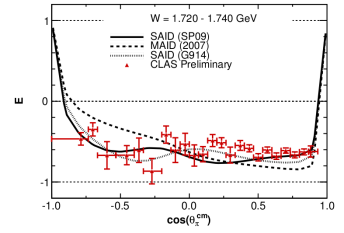 W = 1.720 - 1.740 GeV
SAID (SP09)
MAID (2007)
SAID (G914)
CLAS Preliminary
E
1
0
-1
-1.0
-0.5
0.0
0.5
1.0
cos(θπcm)